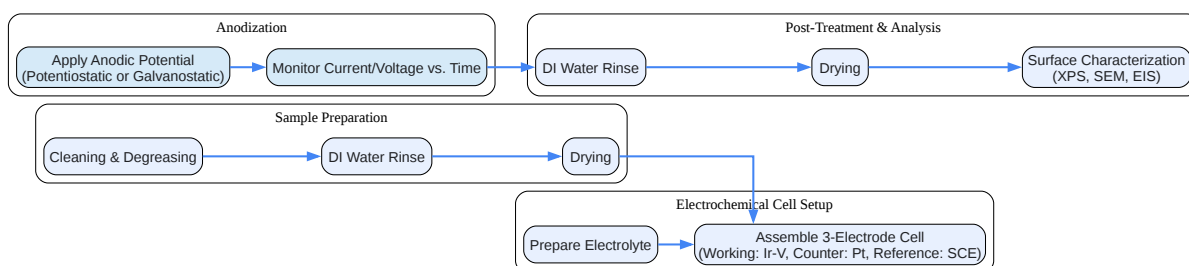 Anodization
Apply Anodic Potential
(Potentiostatic or Galvanostatic)
Monitor Current/Voltage vs. Time
Post-Treatment & Analysis
DI Water Rinse
Drying
Surface Characterization
(XPS, SEM, EIS)
Sample Preparation
Cleaning & Degreasing
DI Water Rinse
Drying
Electrochemical Cell Setup
Prepare Electrolyte
Assemble 3-Electrode Cell
(Working: Ir-V, Counter: Pt, Reference: SCE)